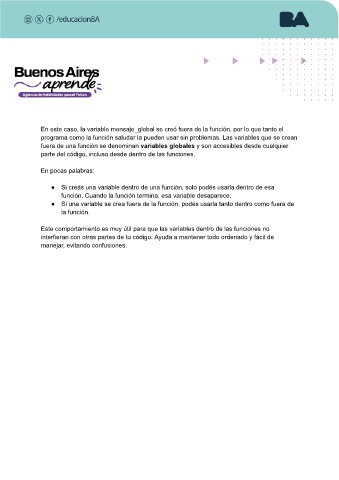 /educacionBA
BA
Buenos Aires
aprende
Agencia de Habilidades para el Futuro
En este caso, la variable mensaje_global se creó fuera de la función, por lo que tanto el
programa como la función saludar la pueden usar sin problemas. Las variables que se crean
fuera de una función se denominan variables globales y son accesibles desde cualquier
parte del código, incluso desde dentro de las funciones.
En pocas palabras:
● Si creás una variable dentro de una función, solo podés usarla dentro de esa
función. Cuando la función termina, esa variable desaparece.
● Si una variable se crea fuera de la función, podés usarla tanto dentro como fuera de
la función.
Este comportamiento es muy útil para que las variables dentro de las funciones no
interfieran con otras partes de tu código. Ayuda a mantener todo ordenado y fácil de
manejar, evitando confusiones.